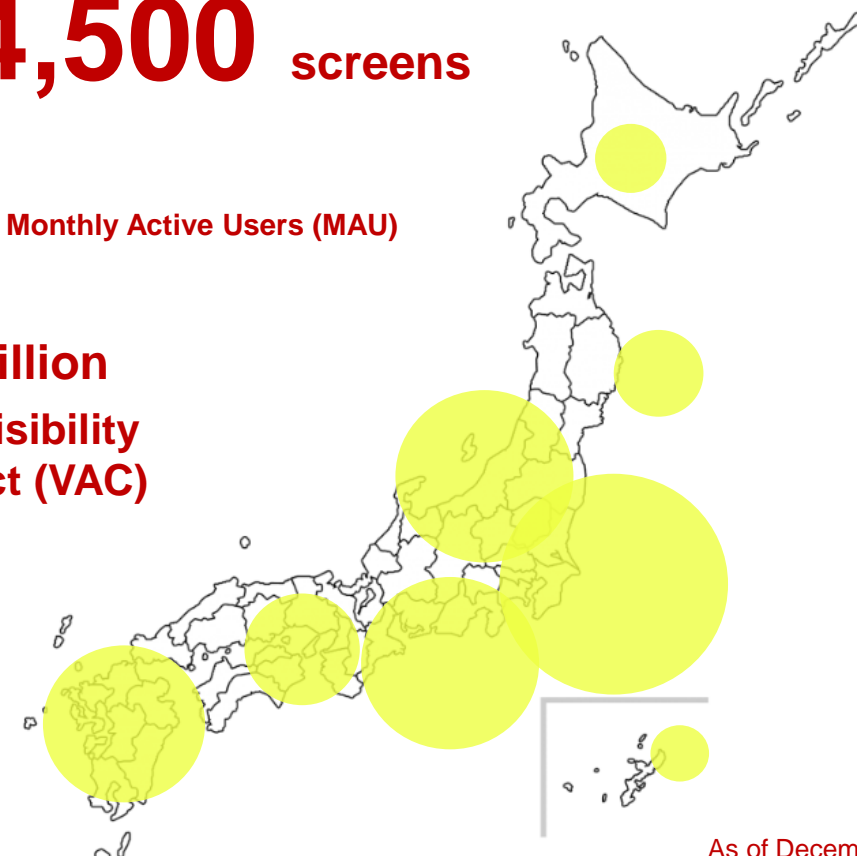 4,500 screens
Monthly Active Users (MAU)
illion
isibility
ct (VAC)
As of Decem